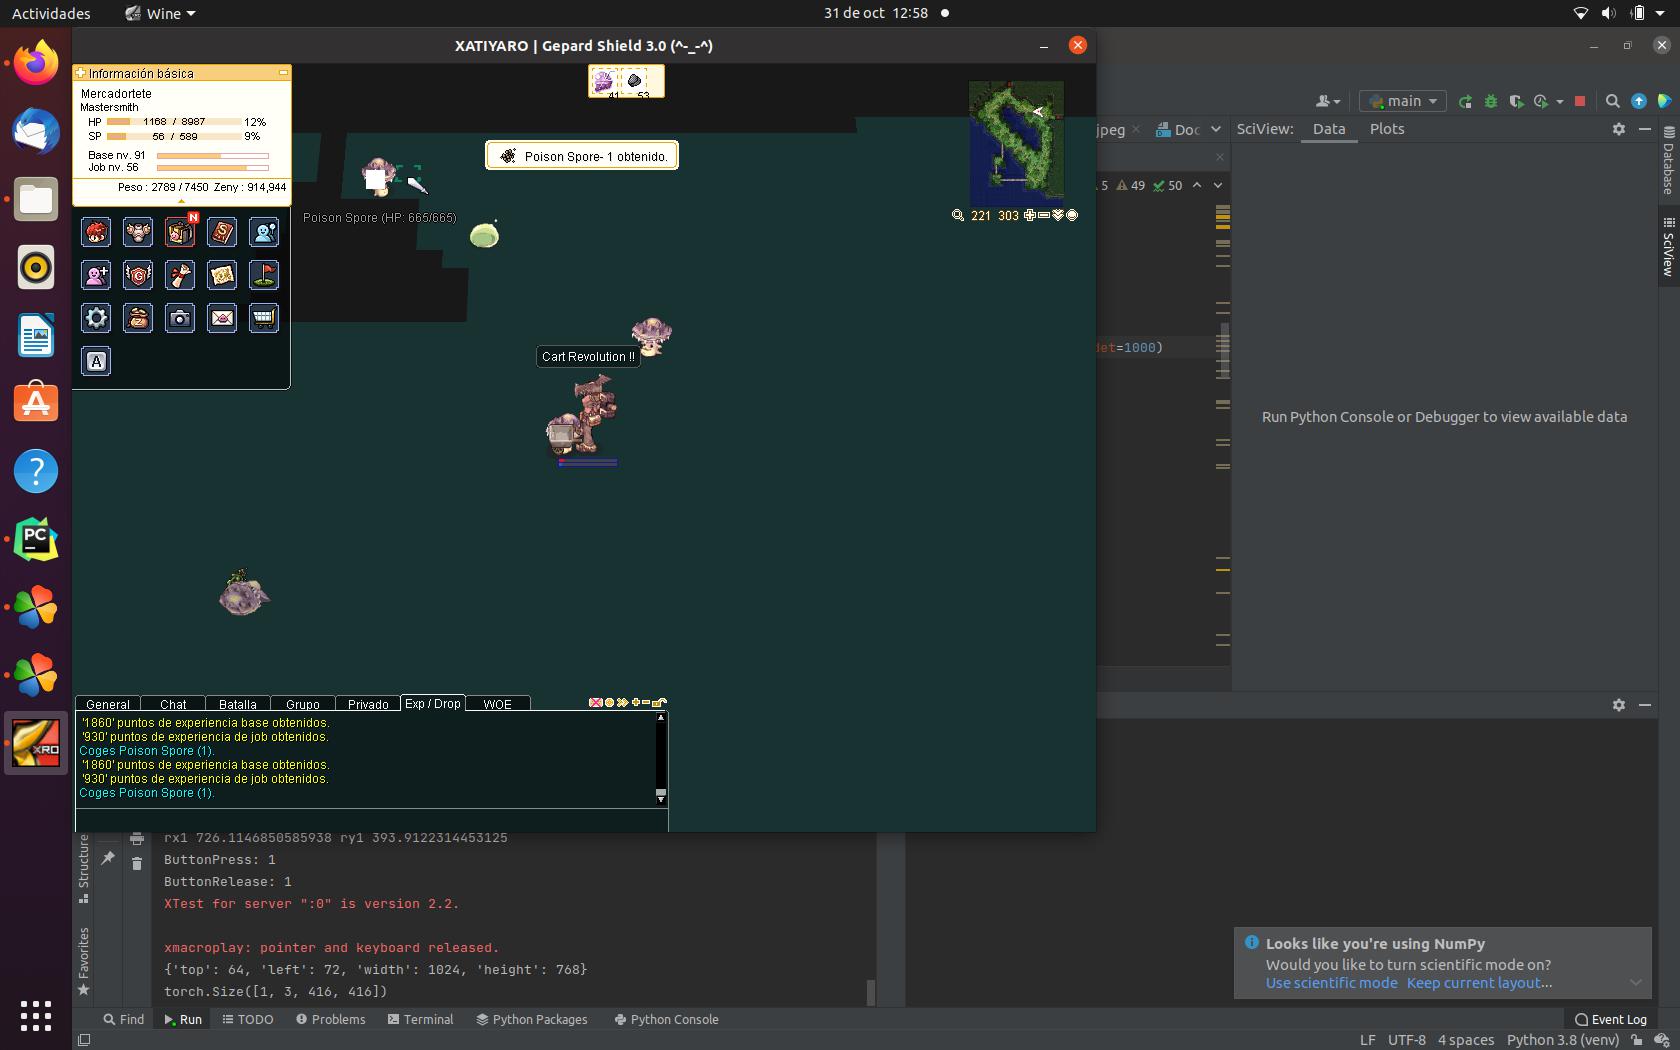 Actividades
Wine
31 de oct 12:58
XATIYARO | Gepard Shield 3.0 (^-_-^)
Información básica
Mercadortete
Mastersmith
HP 1168 / 8987 12%
SP 56 / 589 9%
Base nv. 91
Job nv. 56
Peso : 2789 / 7450 Zeny : 914,944
N
41 53
Poison Spore- 1 obtenido.
Poison Spore (HP: 665/665)
221 303
Cart Revolution !!
A
General Chat Batalla Grupo Privado Exp / Drop WOE
'1860' puntos de experiencia base obtenidos.
'930' puntos de experiencia de job obtenidos.
Coges Poison Spore (1).
'1860' puntos de experiencia base obtenidos.
'930' puntos de experiencia de job obtenidos.
Coges Poison Spore (1).
PC
XRO
main
jpeg Doc
SciView: Data Plots
5 49 50
det=1000)
Run Python Console or Debugger to view available data
Database
SciView
Structure
Favorites
rx1 726.1146850585938 ry1 393.9122314453125
ButtonPress: 1
ButtonRelease: 1
XTest for server ":0" is version 2.2.
xmacroplay: pointer and keyboard released.
{'top': 64, 'left': 72, 'width': 1024, 'height': 768}
torch.Size([1, 3, 416, 416])
Looks like you're using NumPy
Would you like to turn scientific mode on?
Use scientific mode Keep current layout...
Find Run TODO Problems Terminal Python Packages Python Console
Event Log
LF UTF-8 4 spaces Python 3.8 (venv)